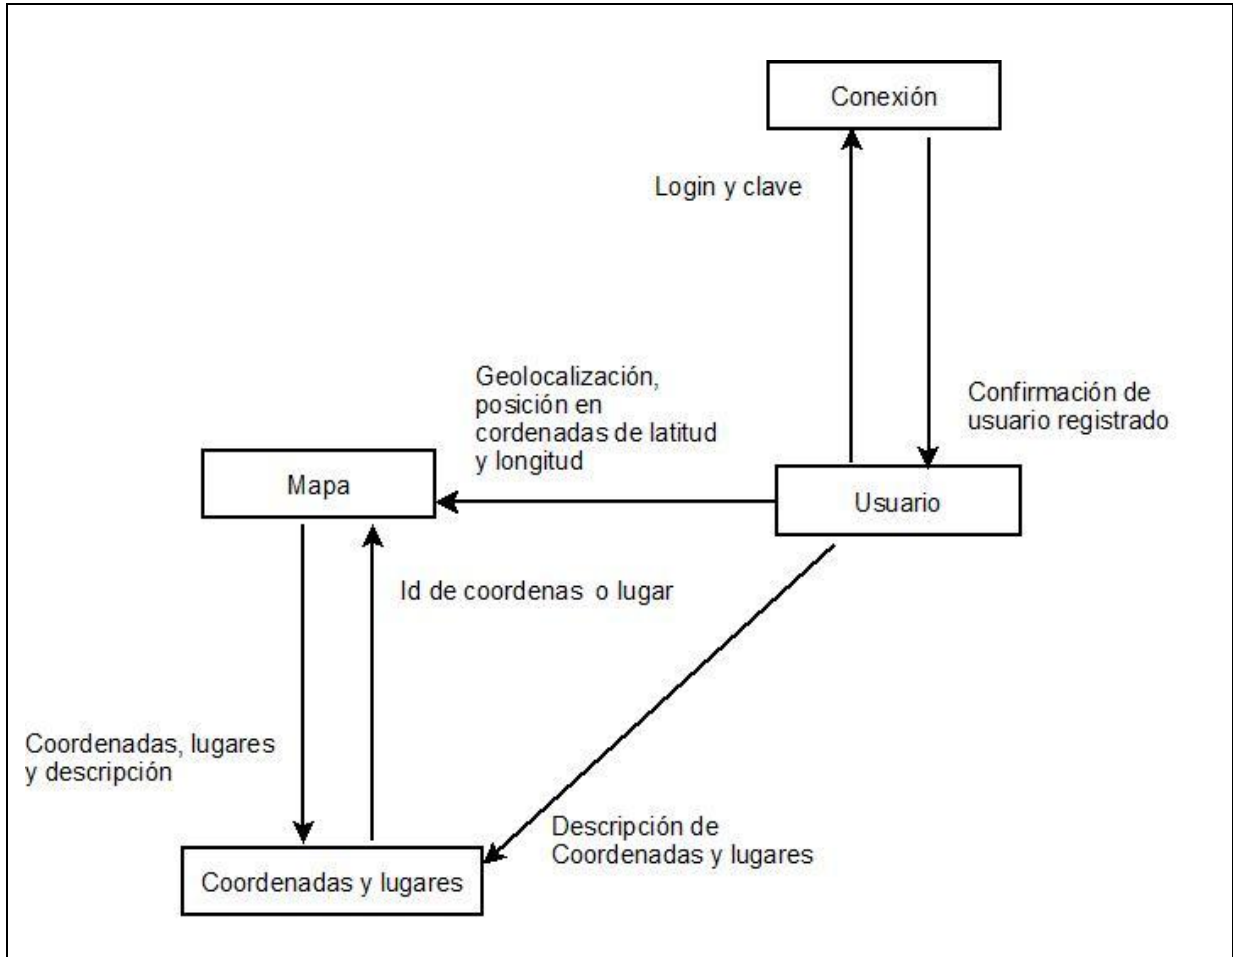 Conexión
Login y clave
Geolocalización,
posición en
cordenadas de latitud
y longitud
Confirmación de
usuario registrado
Mapa
Usuario
Id de coordenas o lugar
Coordenadas, lugares
y descripción
Descripción de
Coordenadas y lugares
Coordenadas y lugares